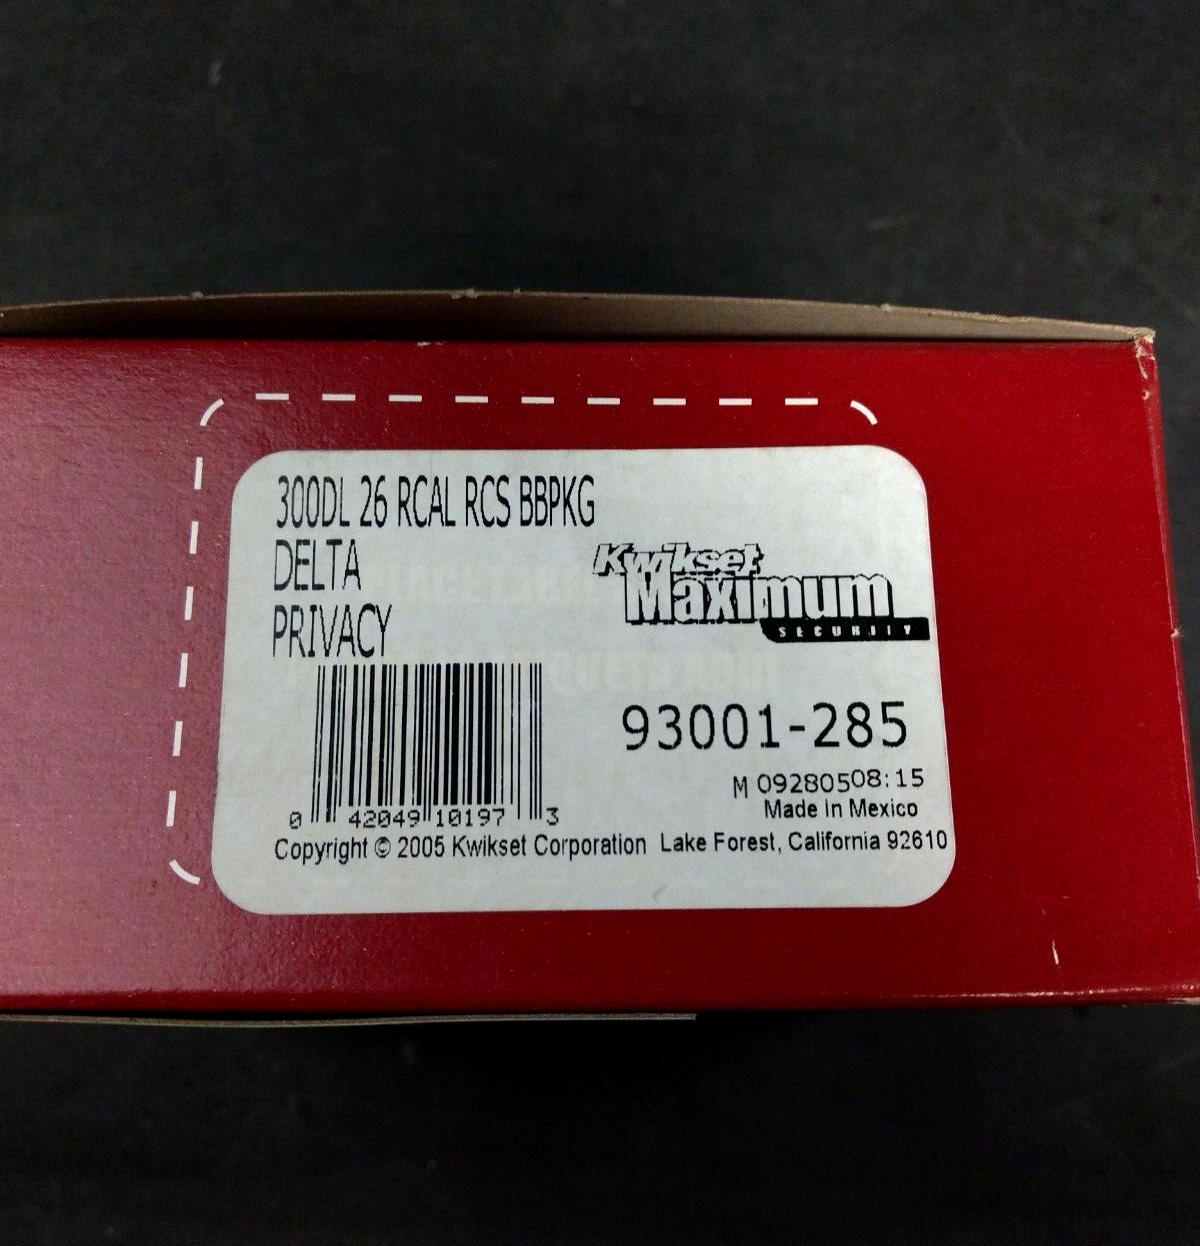 300DL 26 RCAL RCS BBPKG
DELTA
PRIVACY
Kwikset
Maximum
SECURITY
93001-285
M 09280508:15
Made In Mexico
0 42049 10197 3
Copyright © 2005 Kwikset Corporation Lake Forest, California 92610